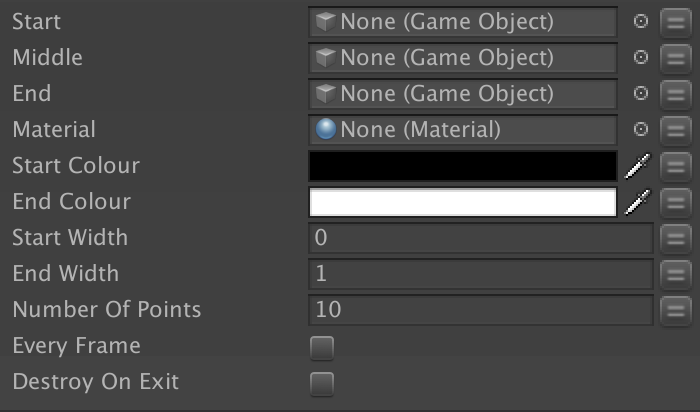 Start None (Game Object)
Middle None (Game Object)
End None (Game Object)
Material None (Material)
Start Colour
End Colour
Start Width 0
End Width 1
Number Of Points 10
Every Frame
Destroy On Exit